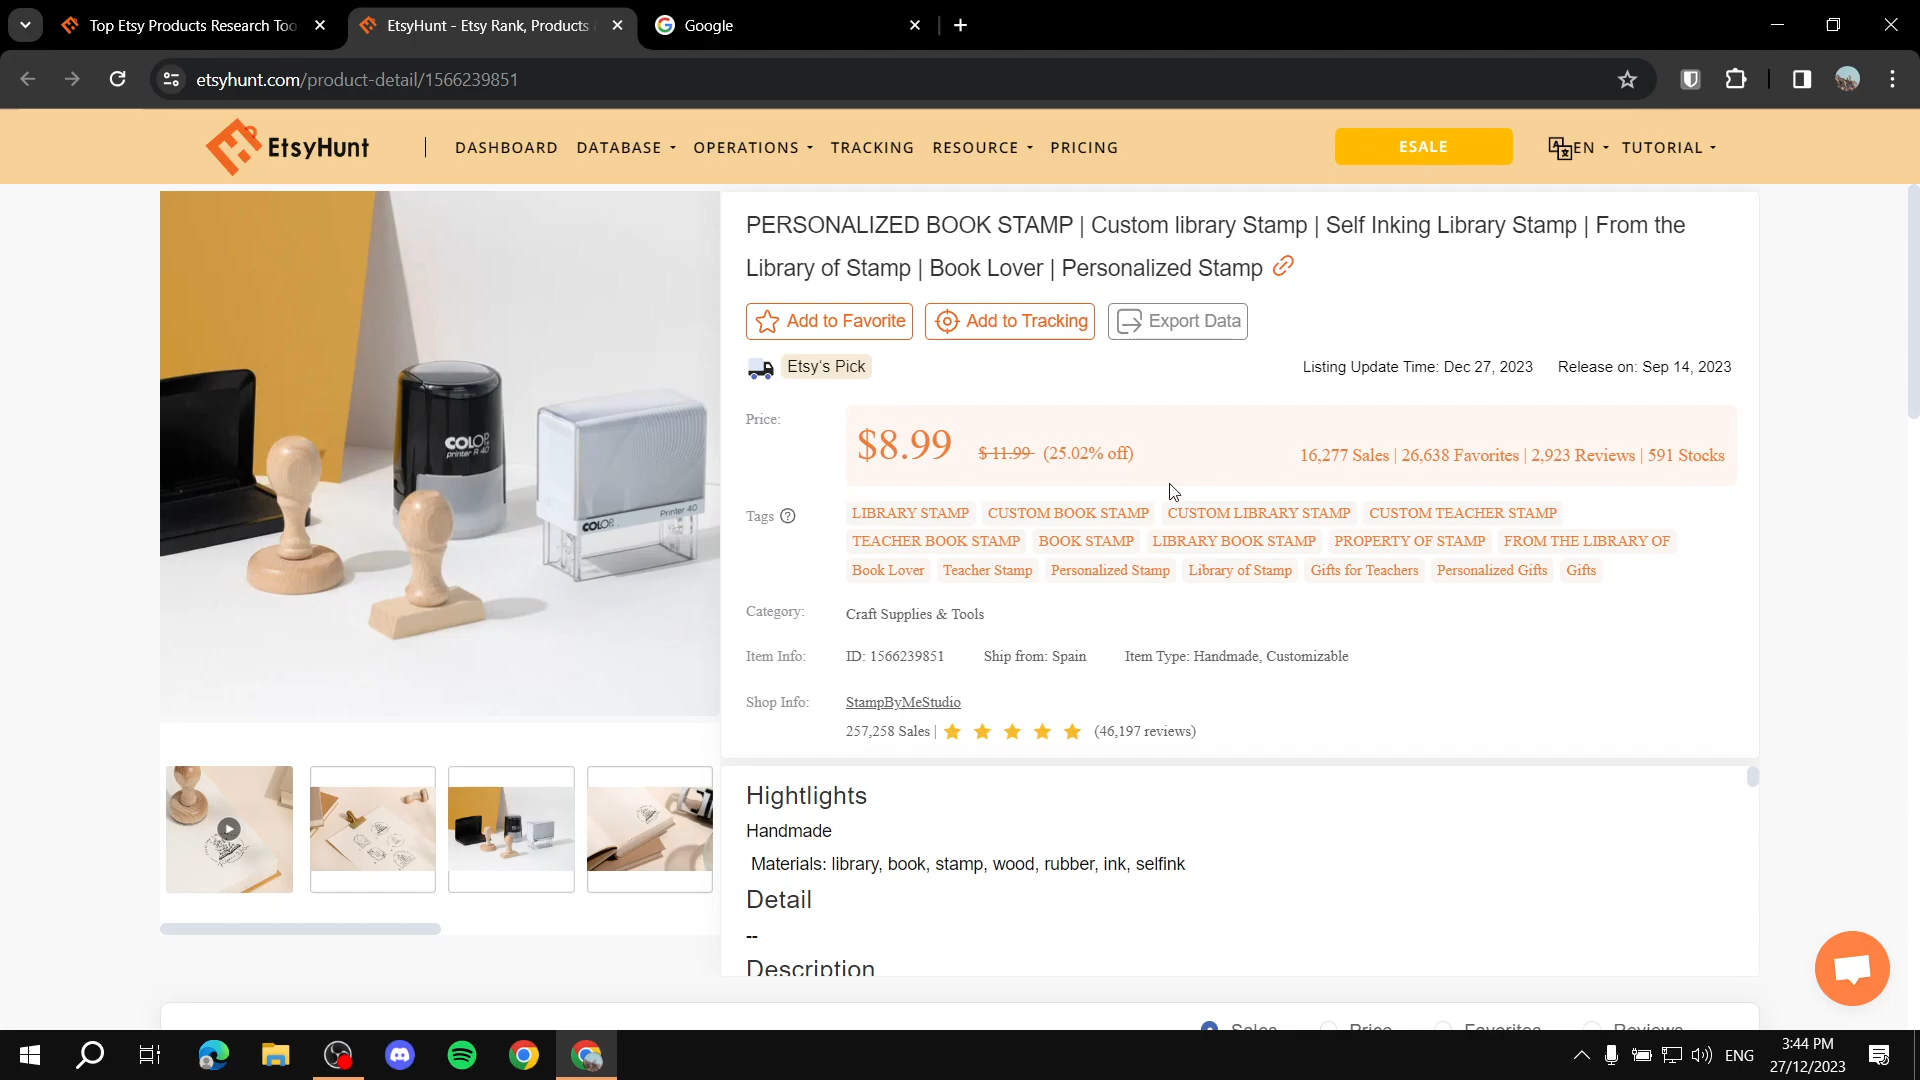 Top Etsy Products Research Too
EtsyHunt - Etsy Rank, Products
Google
etsyhunt.com/product-detail/1566239851
EtsyHunt
DASHBOARD DATABASE OPERATIONS TRACKING RESOURCE PRICING
ESALE
EN TUTORIAL
PERSONALIZED BOOK STAMP | Custom library Stamp | Self Inking Library Stamp | From the
Library of Stamp | Book Lover | Personalized Stamp
Add to Favorite Add to Tracking Export Data
Etsy's Pick
Listing Update Time: Dec 27, 2023 Release on: Sep 14, 2023
Price:
$8.99 $ 11.99 (25.02% off)
16,277 Sales | 26,638 Favorites | 2,923 Reviews | 591 Stocks
Tags ?
LIBRARY STAMP CUSTOM BOOK STAMP CUSTOM LIBRARY STAMP CUSTOM TEACHER STAMP
TEACHER BOOK STAMP BOOK STAMP LIBRARY BOOK STAMP PROPERTY OF STAMP FROM THE LIBRARY OF
Book Lover Teacher Stamp Personalized Stamp Library of Stamp Gifts for Teachers Personalized Gifts Gifts
Category: Craft Supplies & Tools
Item Info: ID: 1566239851 Ship from: Spain Item Type: Handmade, Customizable
Shop Info: StampByMeStudio
257,258 Sales | (46,197 reviews)
COLOP
printer R 40
COLOP
Printer 40
Hightlights
Handmade
Materials: library, book, stamp, wood, rubber, ink, selfink
Detail
--
Description
Sales Price Favorites Reviews
ENG
3:44 PM
27/12/2023